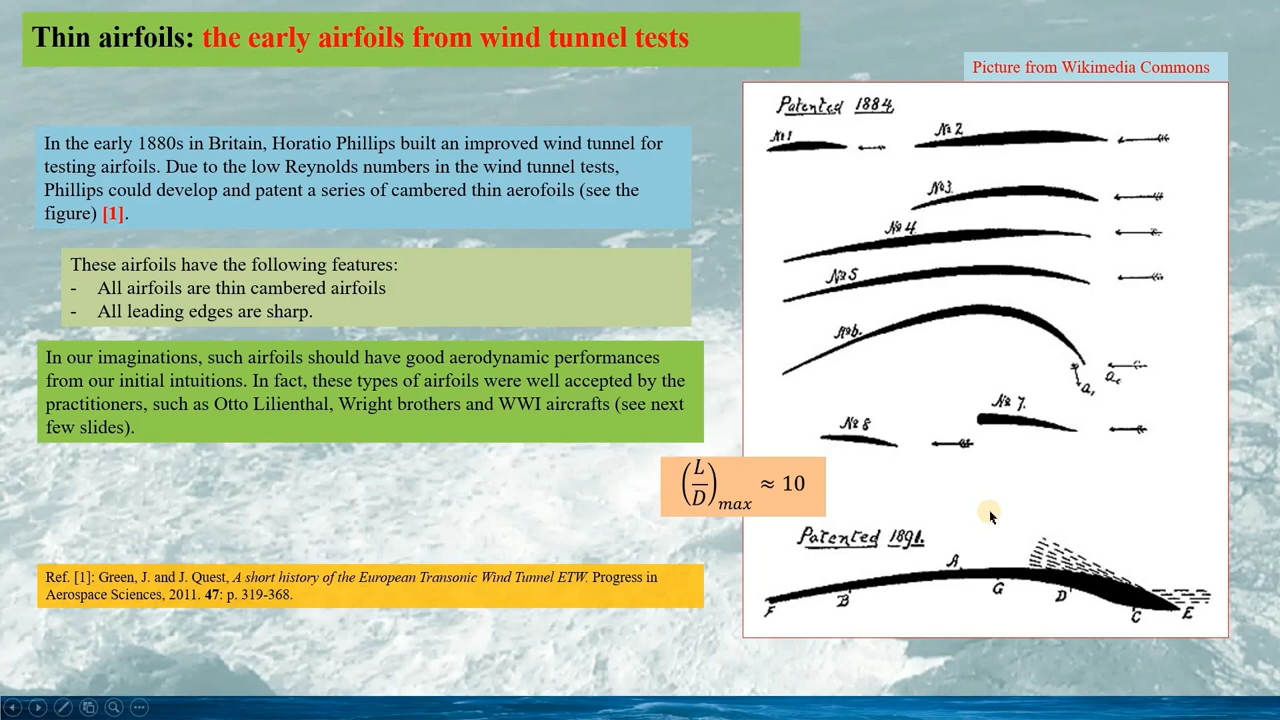 Thin airfoils: the early airfoils from wind tunnel tests
Picture from Wikimedia Commons
In the early 1880s in Britain, Horatio Phillips built an improved wind tunnel for
testing airfoils. Due to the low Reynolds numbers in the wind tunnel tests,
Phillips could develop and patent a series of cambered thin aerofoils (see the
figure) [1].
These airfoils have the following features:
- All airfoils are thin cambered airfoils
- All leading edges are sharp.
In our imaginations, such airfoils should have good aerodynamic performances
from our initial intuitions. In fact, these types of airfoils were well accepted by the
practitioners, such as Otto Lilienthal, Wright brothers and WWI aircrafts (see next
few slides).
(L/D)max ≈ 10
Ref. [1]: Green, J. and J. Quest, A short history of the European Transonic Wind Tunnel ETW. Progress in
Aerospace Sciences, 2011. 47: p. 319-368.
Patented 1884.
No 1
No 2
No 3.
No 4.
No 5
No 6.
a,
No 7.
No 8
Patented 1891.
F B A G D C E